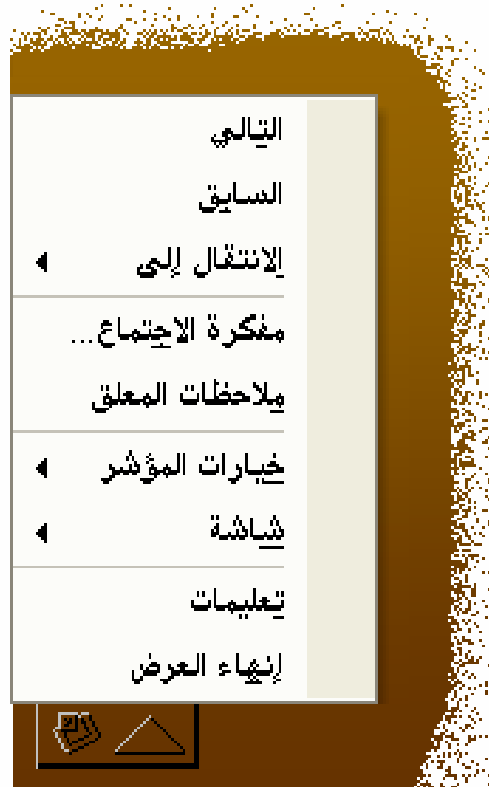 التالي
السابق
الانتقال إلى
مفكرة الاجتماع...
ملاحظات المعلق
خيارات المؤشر
شاشة
تعليمات
إنهاء العرض